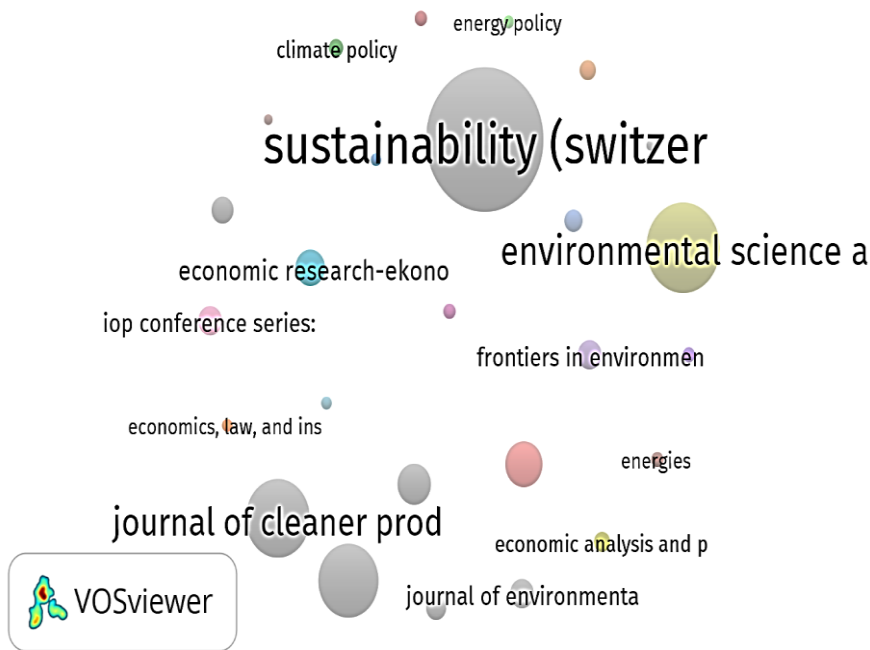 energy policy
climate policy
sustainability (switzer
environmental science a
economic research-ekono
iop conference series:
frontiers in environmen
economics, law, and ins
energies
journal of cleaner prod
economic analysis and p
journal of environmenta
VOSviewer